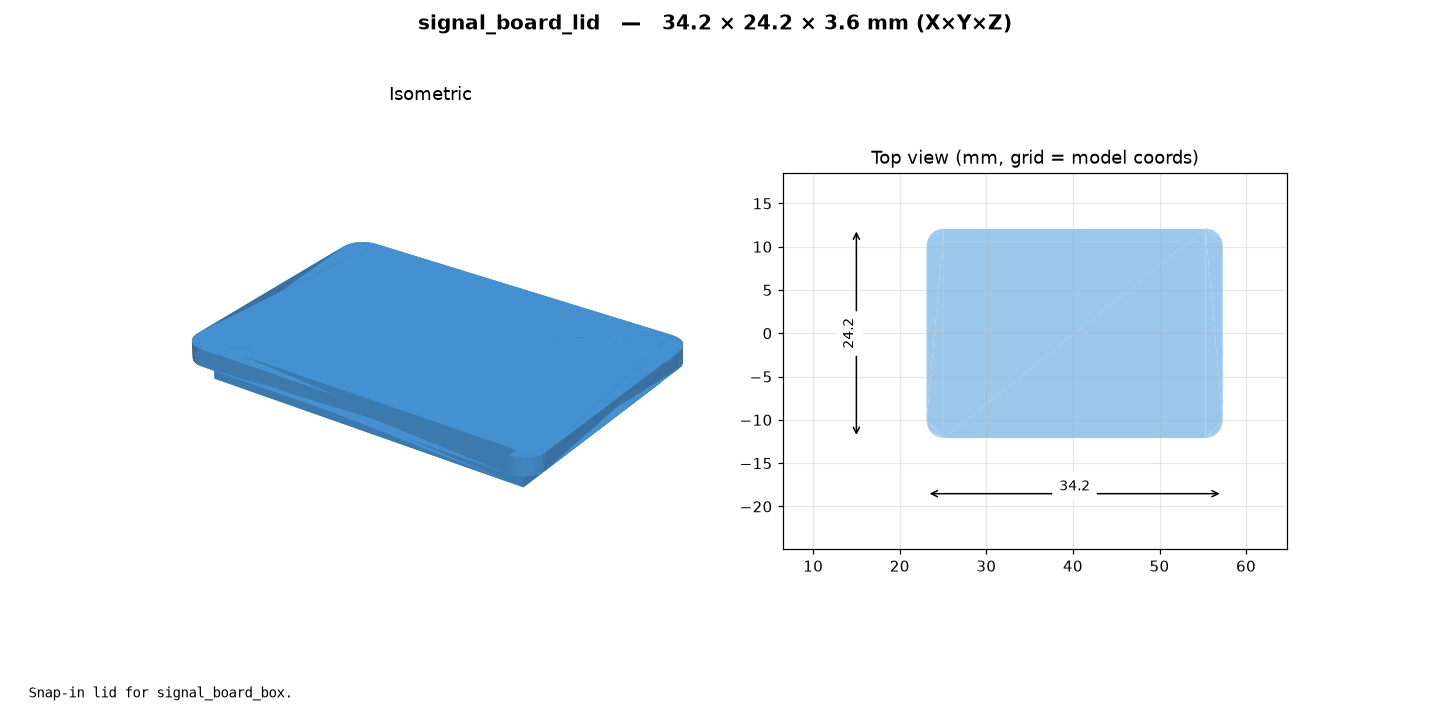 signal_board_lid — 34.2 × 24.2 × 3.6 mm (X×Y×Z)
Isometric
Top view (mm, grid = model coords)
15
10
5
0
−5
−10
−15
−20
24.2
34.2
10 20 30 40 50 60
Snap-in lid for signal_board_box.